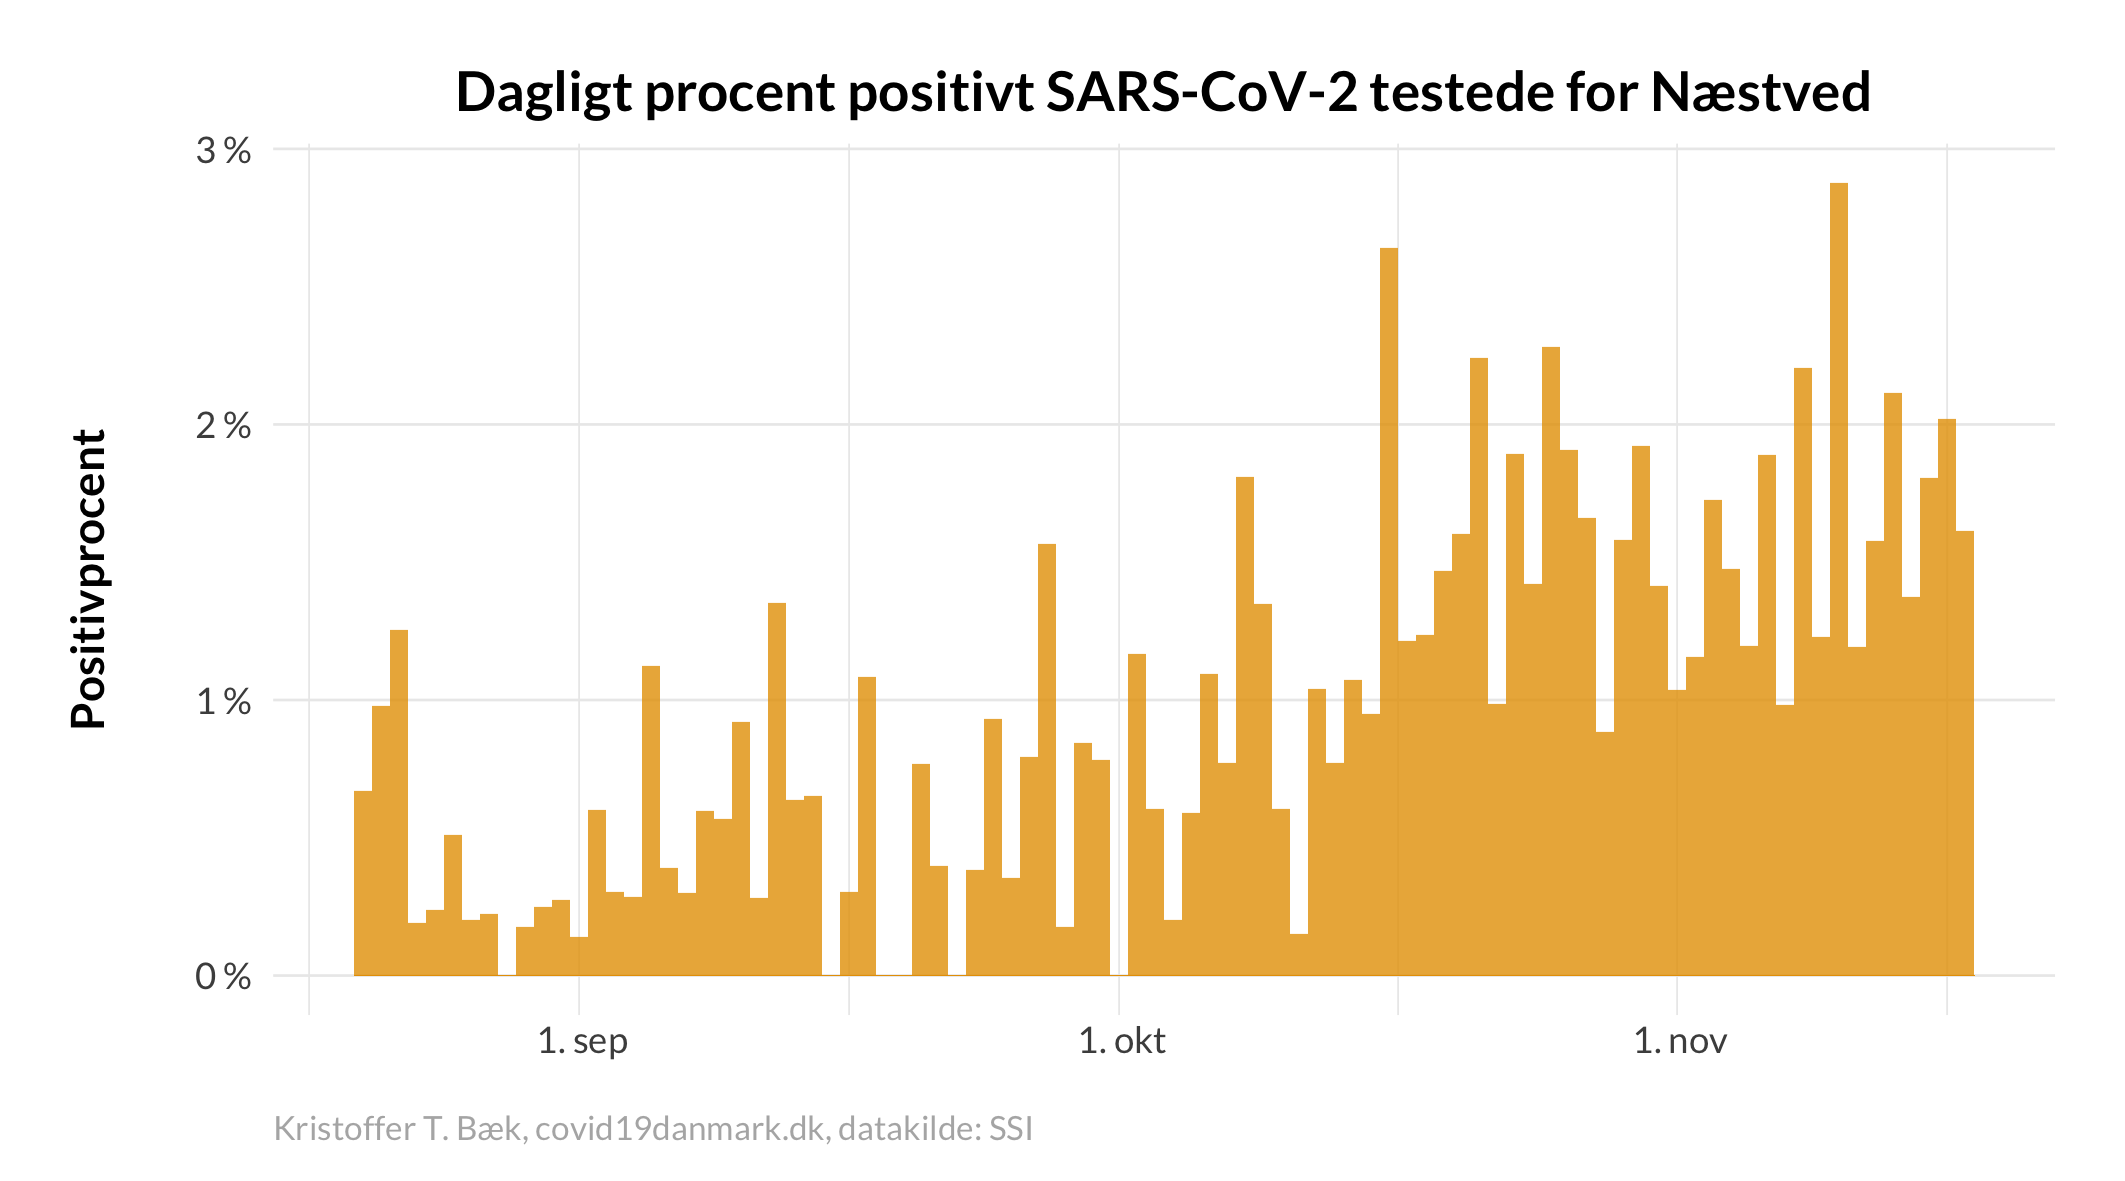 Dagligt procent positivt SARS-CoV-2 testede for Næstved
Positivprocent
3 %
2 %
1 %
0 %
1. sep
1. okt
1. nov
Kristoffer T. Bæk, covid19danmark.dk, datakilde: SSI